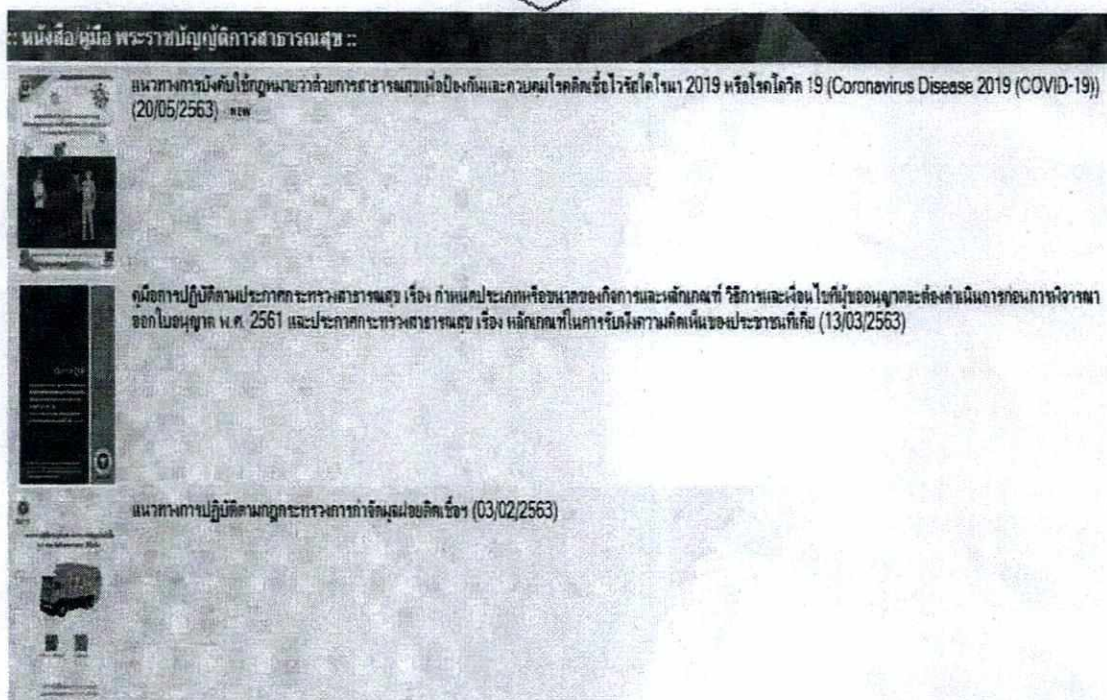 :: หนังสือ/คู่มือ พระราชบัญญัติการสาธารณสุข ::
แนวทางการบังคับใช้กฎหมายว่าด้วยการสาธารณสุขเพื่อป้องกันและควบคุมโรคติดเชื้อไวรัสโคโรนา 2019 หรือโรคโควิด 19 (Coronavirus Disease 2019 (COVID-19))
(20/05/2563) NEW
คู่มือการปฏิบัติตามประกาศกระทรวงสาธารณสุข เรื่อง กำหนดประเภทหรือขนาดของกิจการและหลักเกณฑ์ วิธีการและเงื่อนไขที่ผู้ขออนุญาตจะต้องดำเนินการก่อนการพิจารณา
ออกใบอนุญาต พ.ศ. 2561 และประกาศกระทรวงสาธารณสุข เรื่อง หลักเกณฑ์ในการรับฟังความคิดเห็นของประชาชนที่เกี่ย (13/03/2563)
แนวทางการปฏิบัติตามกฎกระทรวงการกำจัดมูลฝอยติดเชื้อฯ (03/02/2563)